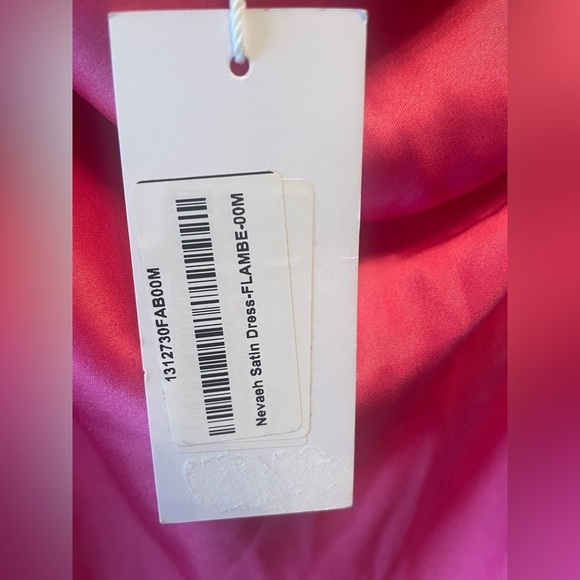 1312730FAB00M
Nevaeh Satin Dress-FLAMBE-00M